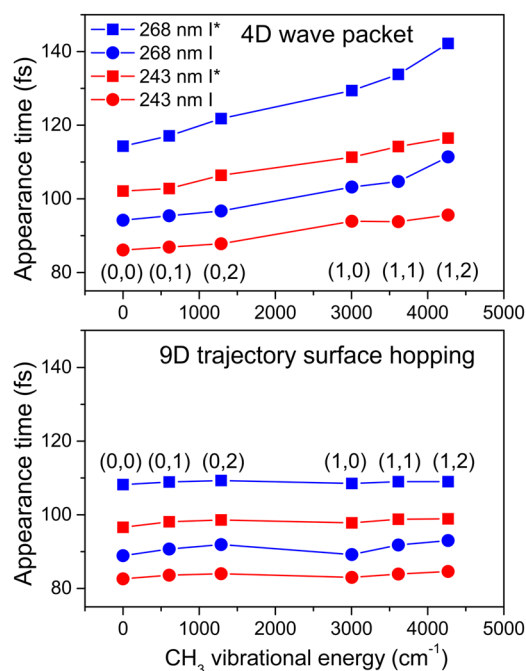 268 nm I*
268 nm I
243 nm I*
243 nm I
4D wave packet
Appearance time (fs)
140
120
100
80
(0,0) (0,1) (0,2) (1,0) (1,1) (1,2)
0 1000 2000 3000 4000 5000
9D trajectory surface hopping
Appearance time (fs)
140
120
100
80
(0,0) (0,1) (0,2) (1,0) (1,1) (1,2)
0 1000 2000 3000 4000 5000
CH₃ vibrational energy (cm⁻¹)